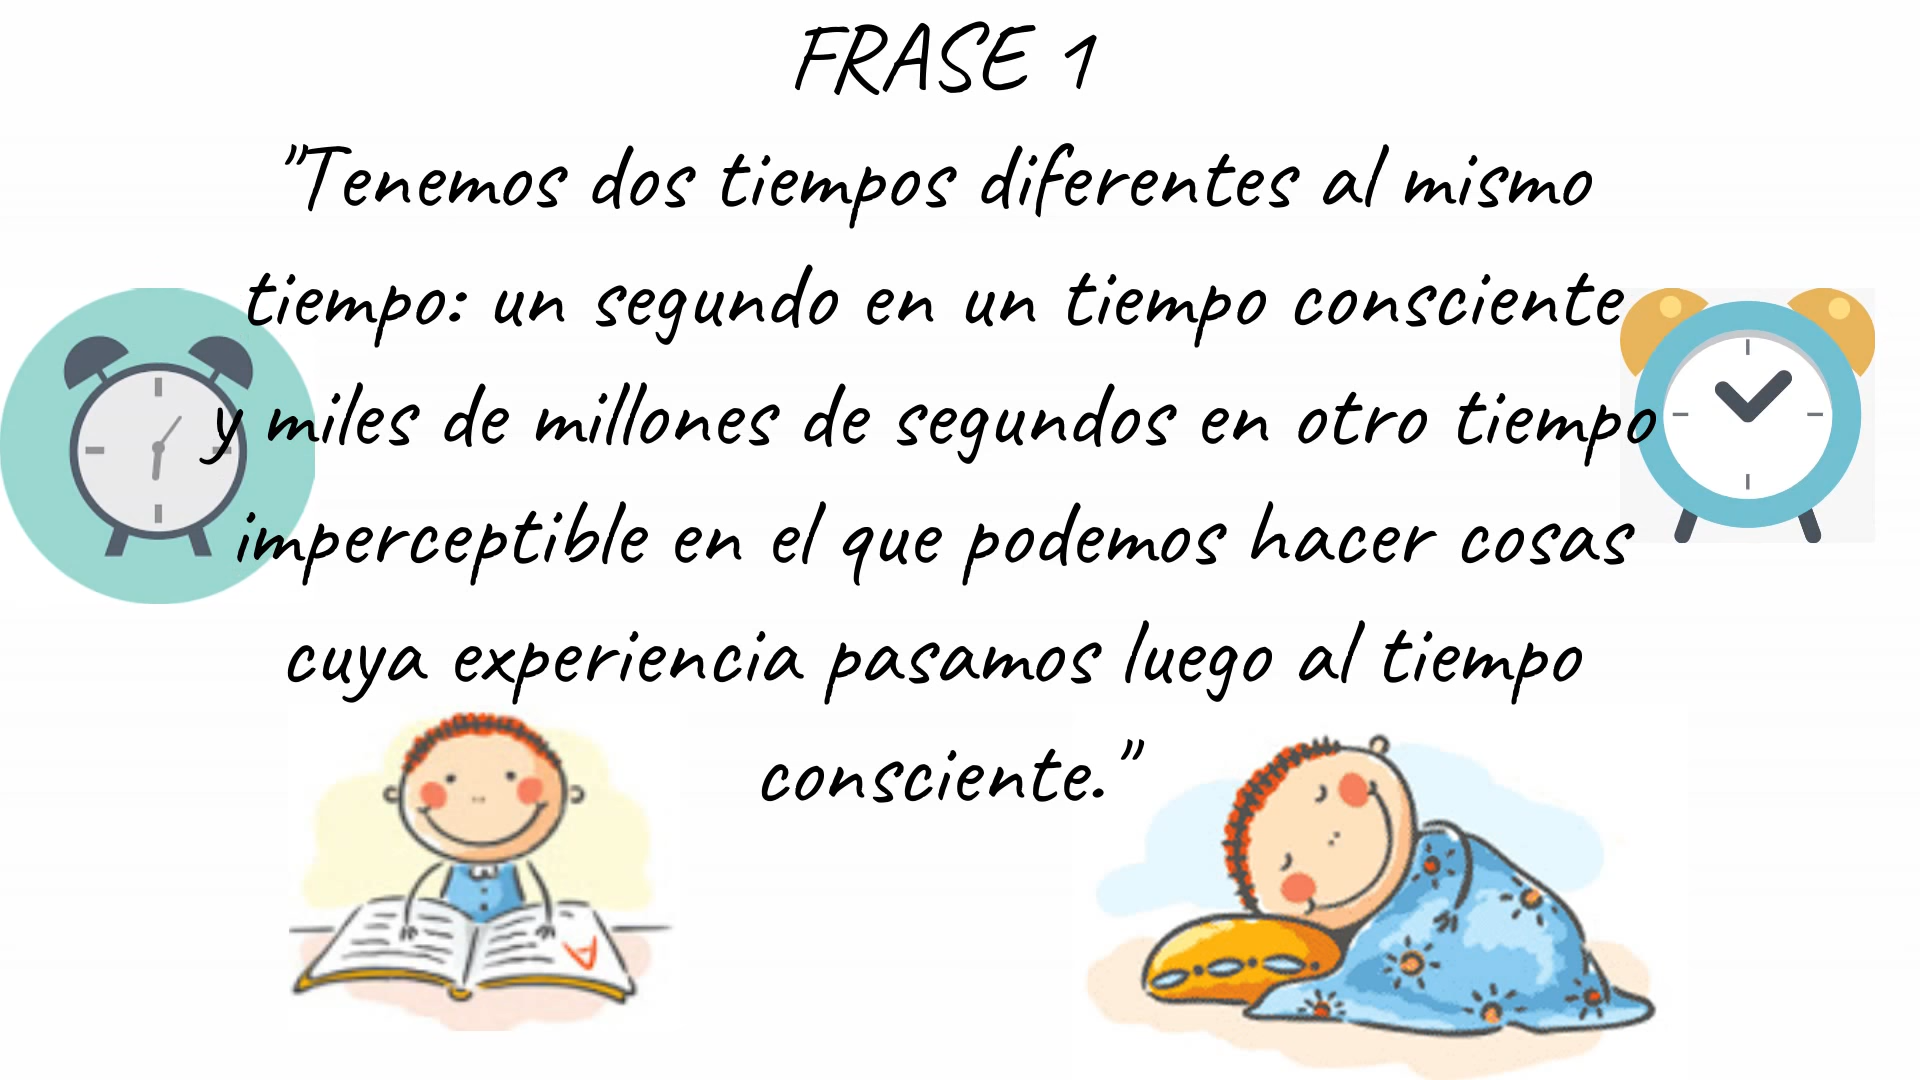 FRASE 1
"Tenemos dos tiempos diferentes al mismo
tiempo: un segundo en un tiempo consciente
y miles de millones de segundos en otro tiempo
imperceptible en el que podemos hacer cosas
cuya experiencia pasamos luego al tiempo
consciente."